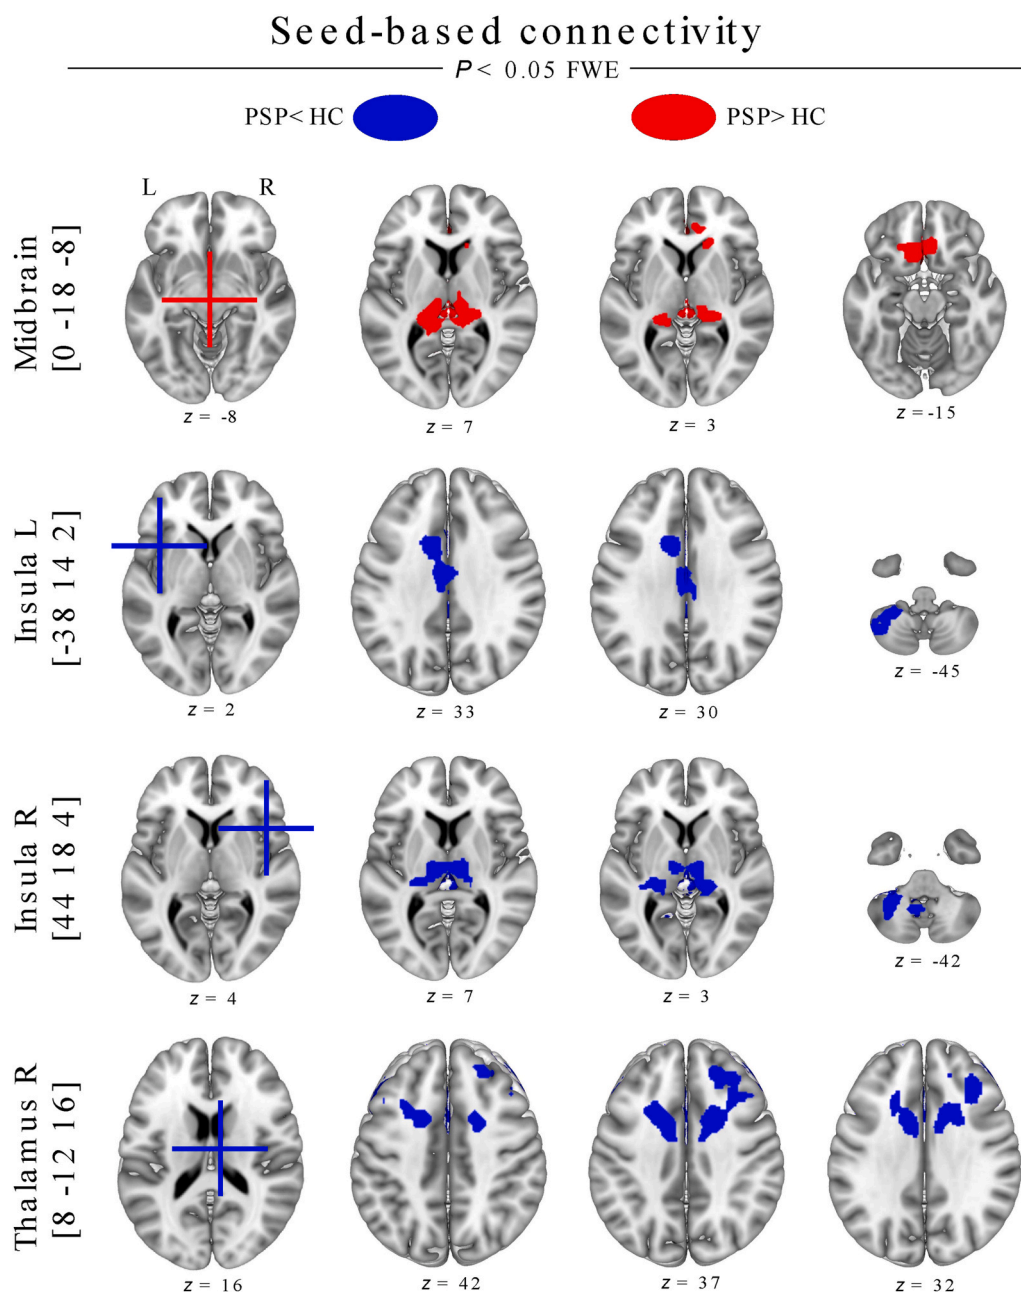 Seed-based connectivity
P < 0.05 FWE
PSP< HC
PSP> HC
L
R
Midbrain
[0 -18 -8]
z = -8
z = 7
z = 3
z = -15
Insula L
[-38 14 2]
z = 2
z = 33
z = 30
z = -45
Insula R
[44 18 4]
z = 4
z = 7
z = 3
z = -42
Thalamus R
[8 -12 16]
z = 16
z = 42
z = 37
z = 32